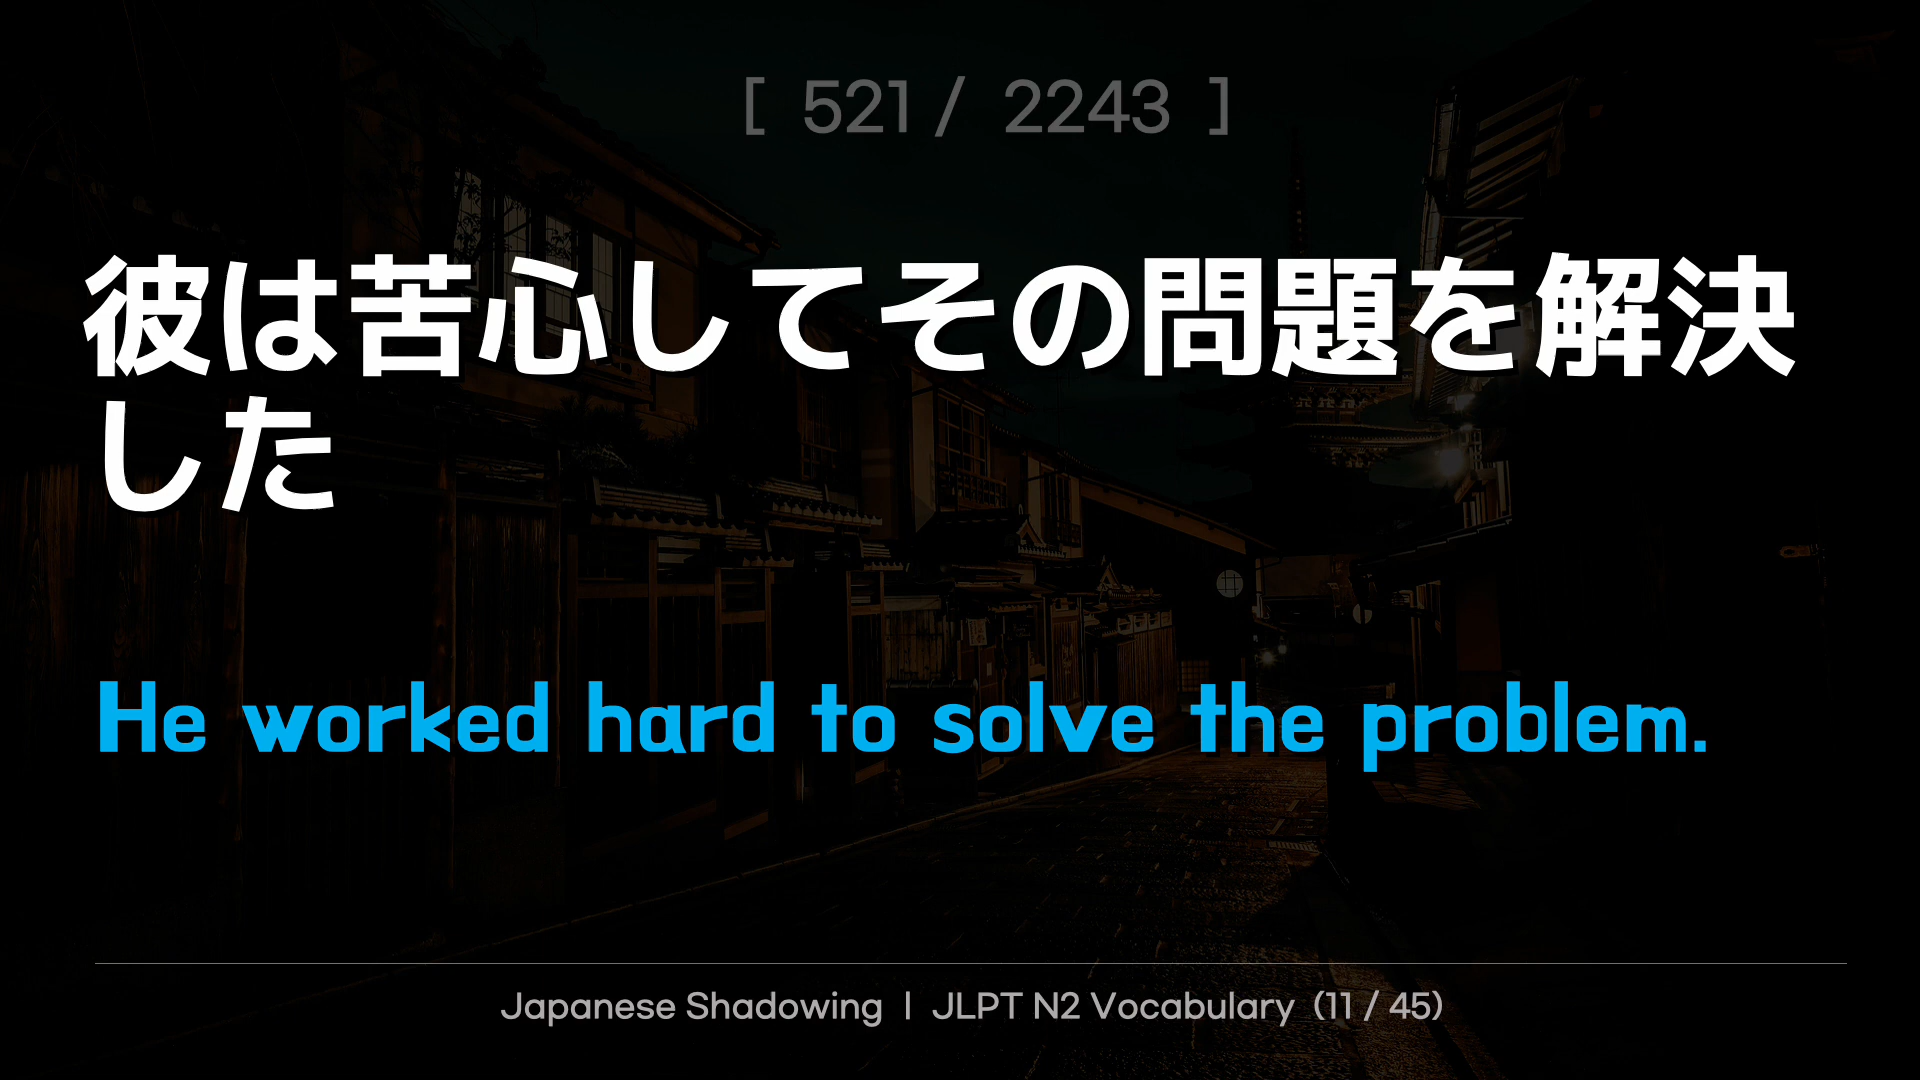 [ 521 / 2243 ]
彼は苦心してその問題を解決
した
He worked hard to solve the problem.
Japanese Shadowing | JLPT N2 Vocabulary (11 / 45)